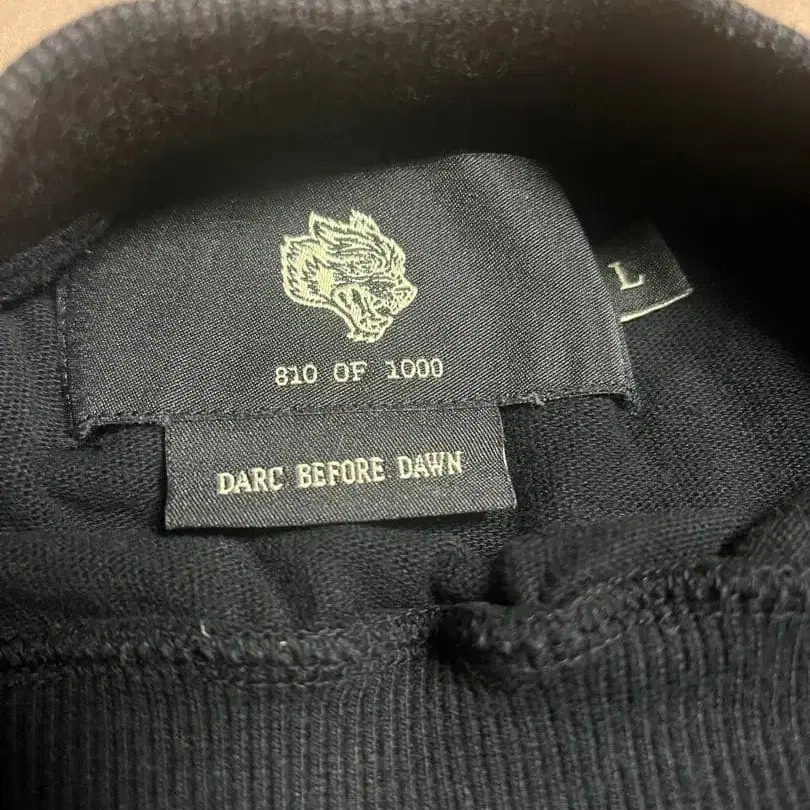 L
810 OF 1000
DARC BEFORE DAWN